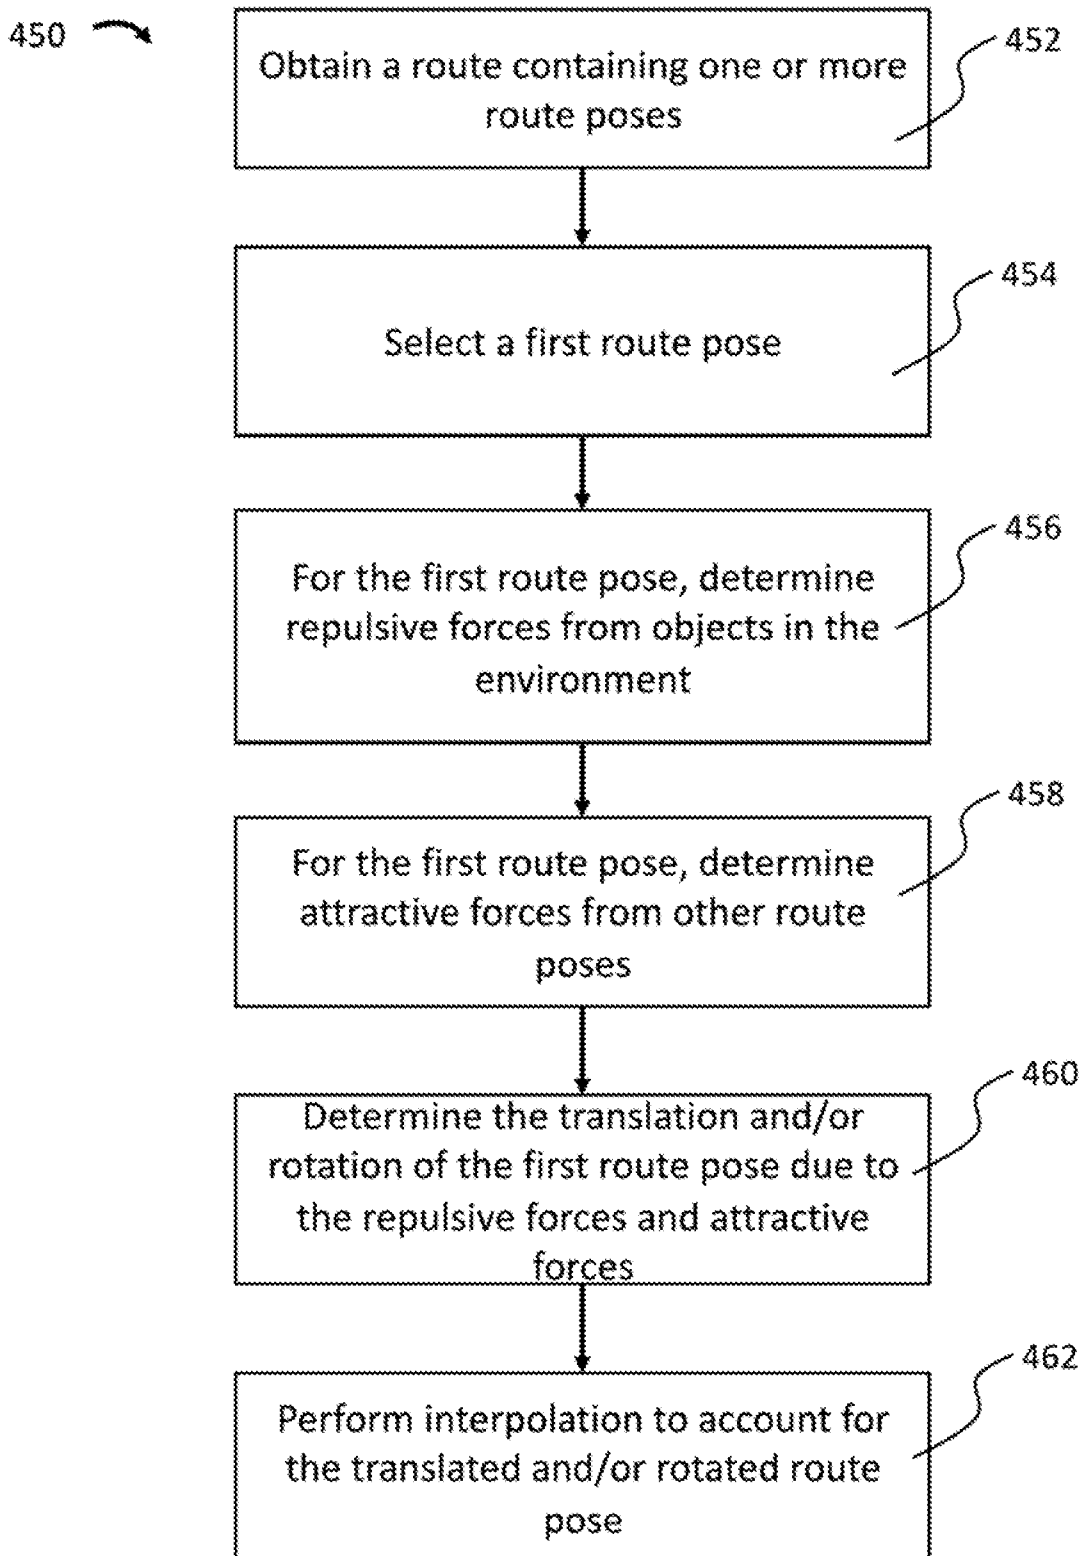 450
452
Obtain a route containing one or more
route poses
454
Select a first route pose
456
For the first route pose, determine
repulsive forces from objects in the
environment
458
For the first route pose, determine
attractive forces from other route
poses
460
Determine the translation and/or
rotation of the first route pose due to
the repulsive forces and attractive
forces
462
Perform interpolation to account for
the translated and/or rotated route
pose